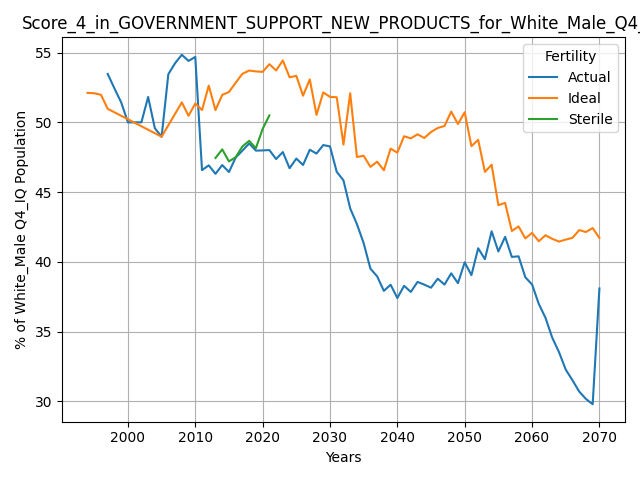 Score_4_in_GOVERNMENT_SUPPORT_NEW_PRODUCTS_for_White_Male_Q4_
Fertility
Actual
Ideal
Sterile
% of White_Male Q4_IQ Population
55
50
45
40
35
30
2000 2010 2020 2030 2040 2050 2060 2070
Years